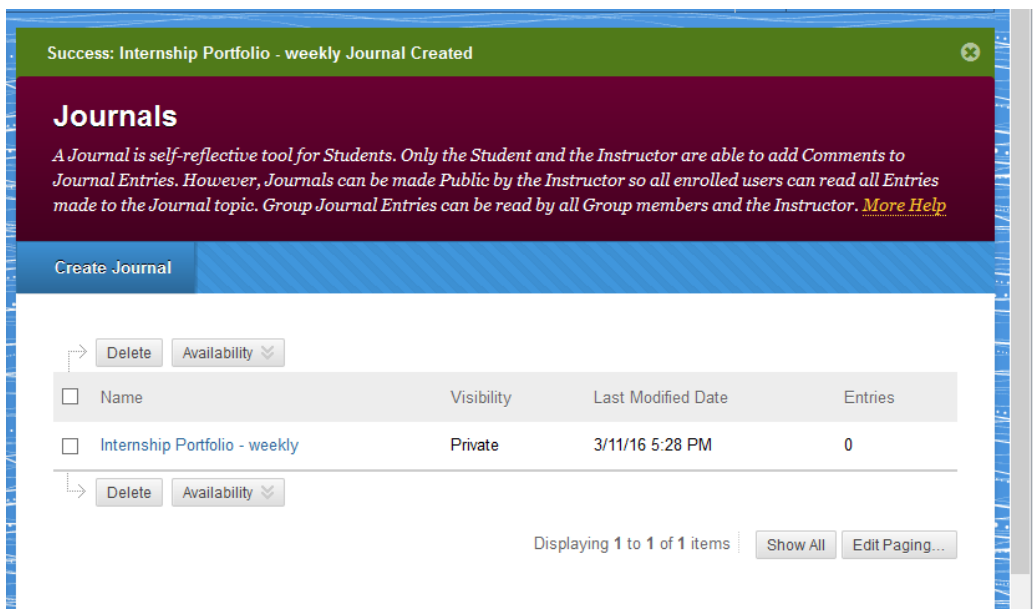 Success: Internship Portfolio - weekly Journal Created
Journals
A Journal is self-reflective tool for Students. Only the Student and the Instructor are able to add Comments to
Journal Entries. However, Journals can be made Public by the Instructor so all enrolled users can read all Entries
made to the Journal topic. Group Journal Entries can be read by all Group members and the Instructor. More Help
Create Journal
Delete Availability
Name Visibility Last Modified Date Entries
Internship Portfolio - weekly Private 3/11/16 5:28 PM 0
Delete Availability
Displaying 1 to 1 of 1 items Show All Edit Paging...